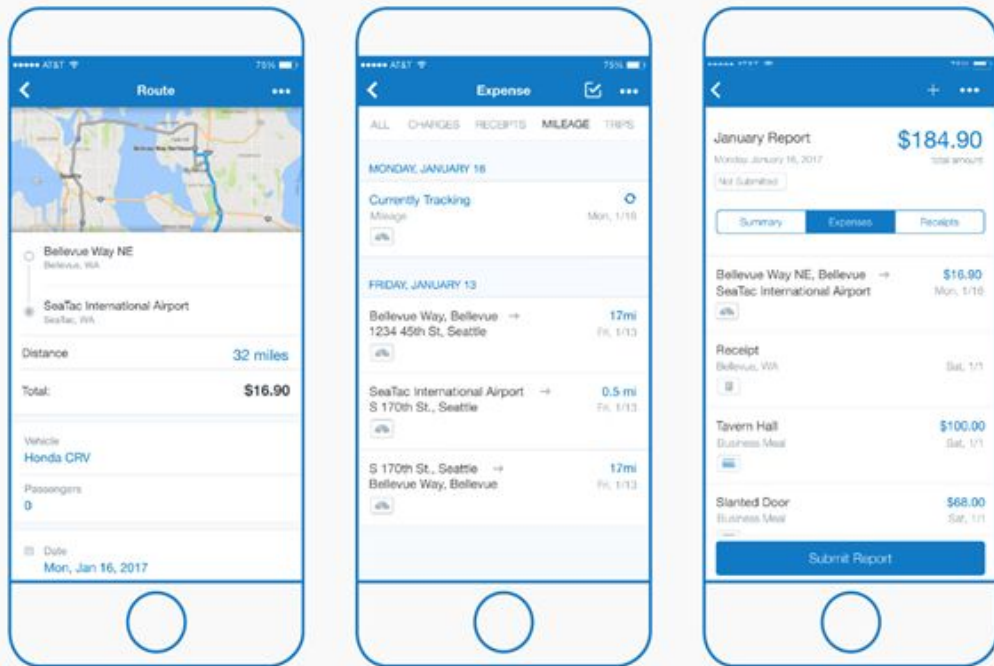 AT&T 75%
Route
Bellevue Way Northeast
Seattle
Bellevue Way NE
Bellevue, WA
SeaTac International Airport
SeaTac, WA
Distance 32 miles
Total: $16.90
Vehicle
Honda CRV
Passengers
0
Date
Mon, Jan 16, 2017
AT&T 75%
Expense
ALL CHARGES RECEIPTS MILEAGE TRIPS
MONDAY, JANUARY 16
Currently Tracking
Mileage Mon, 1/16
FRIDAY, JANUARY 13
Bellevue Way, Bellevue → 17mi
1234 45th St, Seattle Fri, 1/13
SeaTac International Airport → 0.5 mi
S 170th St., Seattle Fri, 1/13
S 170th St., Seattle → 17mi
Bellevue Way, Bellevue Fri, 1/13
AT&T 75%
January Report $184.90
Monday January 16, 2017 total amount
Not Submitted
Summary Expenses Receipts
Bellevue Way NE, Bellevue → $16.90
SeaTac International Airport Mon, 1/16
Receipt
Bellevue, WA Sat, 1/1
Tavern Hall $100.00
Business Meal Sat, 1/1
Slanted Door $68.00
Business Meal Sat, 1/1
Submit Report